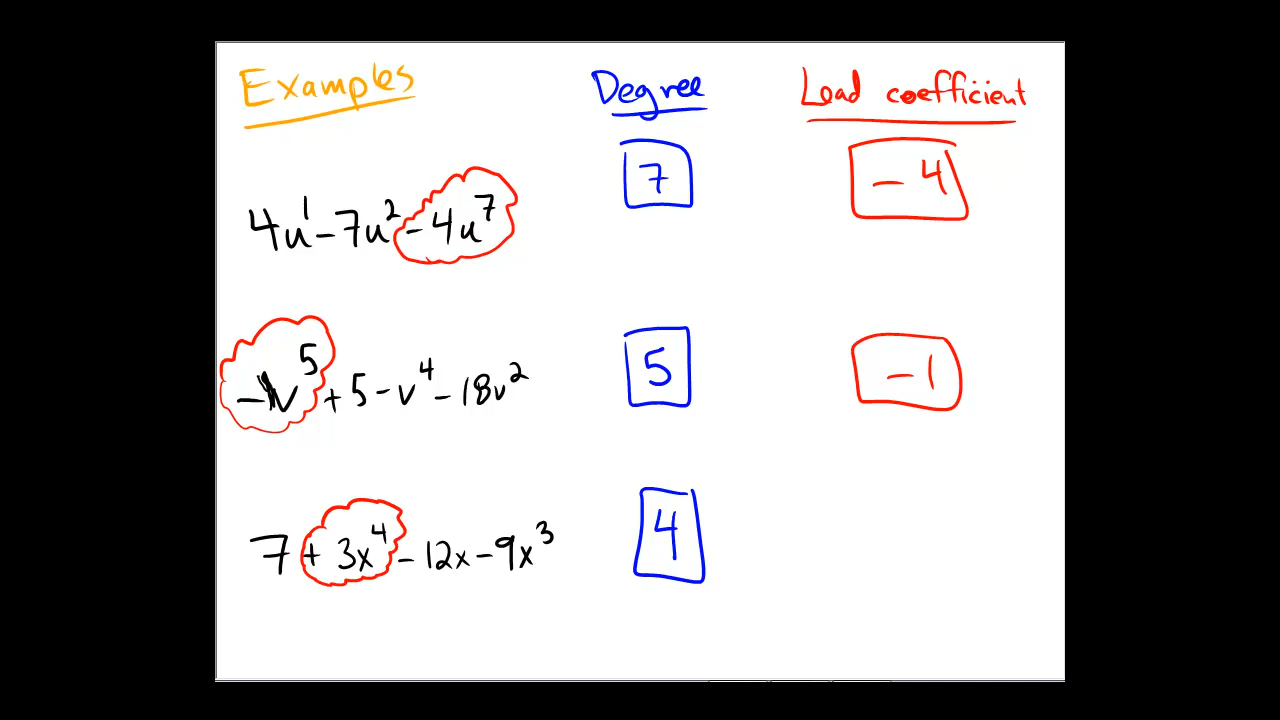 Examples Degree Lead coefficient
4u¹ - 7u² - 4u⁷ 7 -4
-1v⁵ + 5 - v⁴ - 18v² 5 -1
7 + 3x⁴ - 12x - 9x³ 4